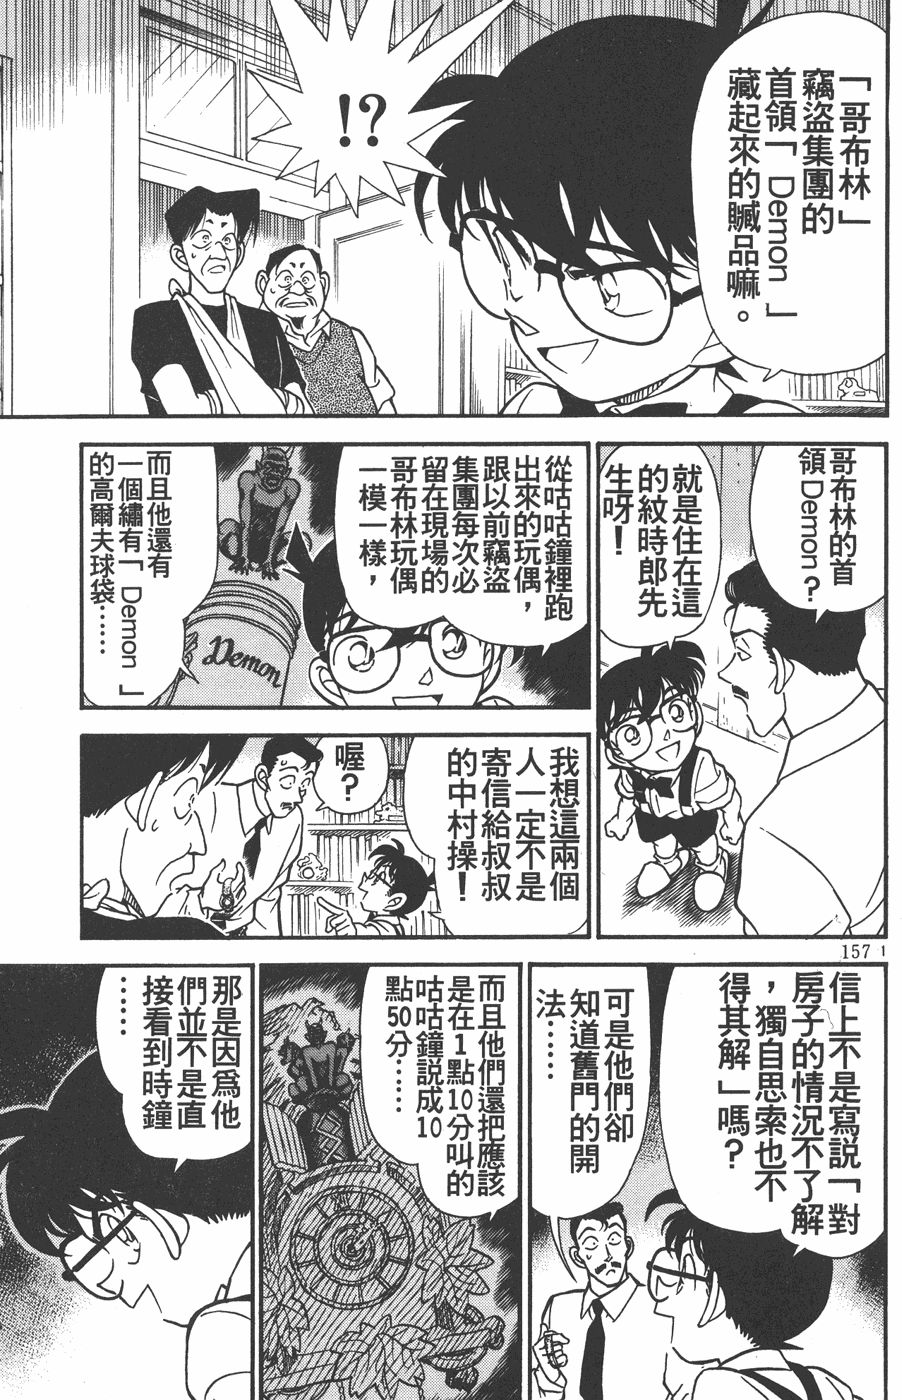 「哥布林」
竊盜集團的
首領「Demon」
藏起來的贓品嘛。
!?
哥布林的首
領Demon?
就是住在這
的紋時郎先
生呀!
從咕咕鐘裡跑
出來的玩偶，
跟以前竊盜
集團每次必
留在現場的
哥布林玩偶
一模一樣，
而且他還有
一個繡有「Demon」
的高爾夫球袋……
Demon
我想這兩個
人一定不是
寄信給叔叔
的中村操!
喔?
157 1
信上不是寫說「對
房子的情況不了解
，獨自思索也不
得其解」嗎?
可是他們卻
知道舊門的開
法……
而且他們還把應該
是在1點10分叫的
咕咕鐘説成10
點50分……
那是因爲他
們並不是直
接看到時鐘
……